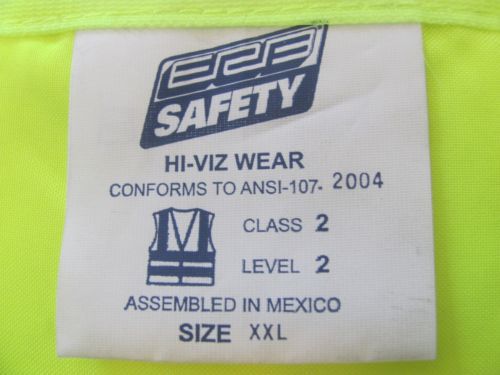 SAFETY
HI-VIZ WEAR
CONFORMS TO ANSI-107- 2004
CLASS 2
LEVEL 2
ASSEMBLED IN MEXICO
SIZE XXL